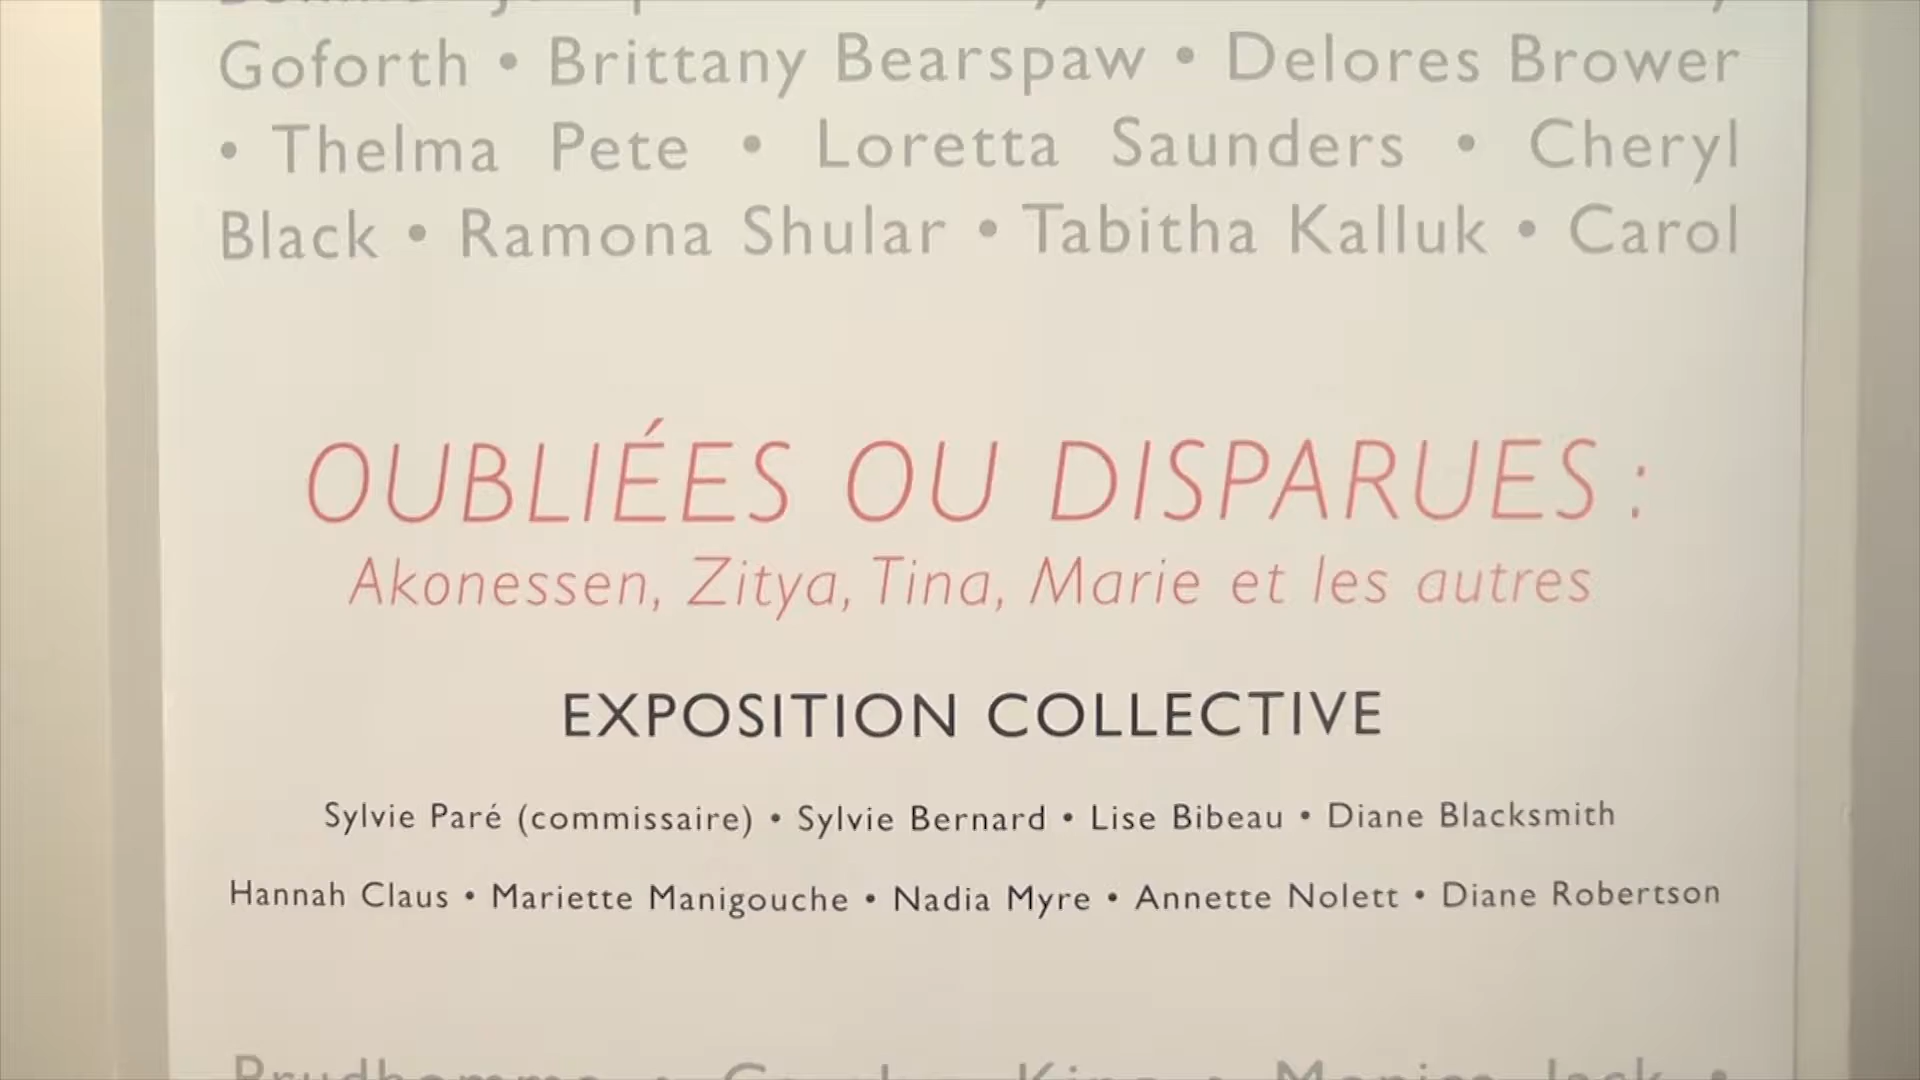 Goforth • Brittany Bearspaw • Delores Brower
• Thelma Pete • Loretta Saunders • Cheryl
Black • Ramona Shular • Tabitha Kalluk • Carol
OUBLIÉES OU DISPARUES :
Akonessen, Zitya, Tina, Marie et les autres
EXPOSITION COLLECTIVE
Sylvie Paré (commissaire) • Sylvie Bernard • Lise Bibeau • Diane Blacksmith
Hannah Claus • Mariette Manigouche • Nadia Myre • Annette Nolett • Diane Robertson